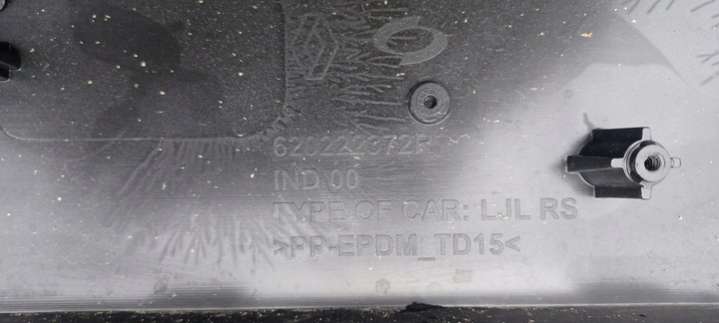 620222372R
IND 00
TYPE OF CAR: LJL RS
>PP-EPDM_TD15<